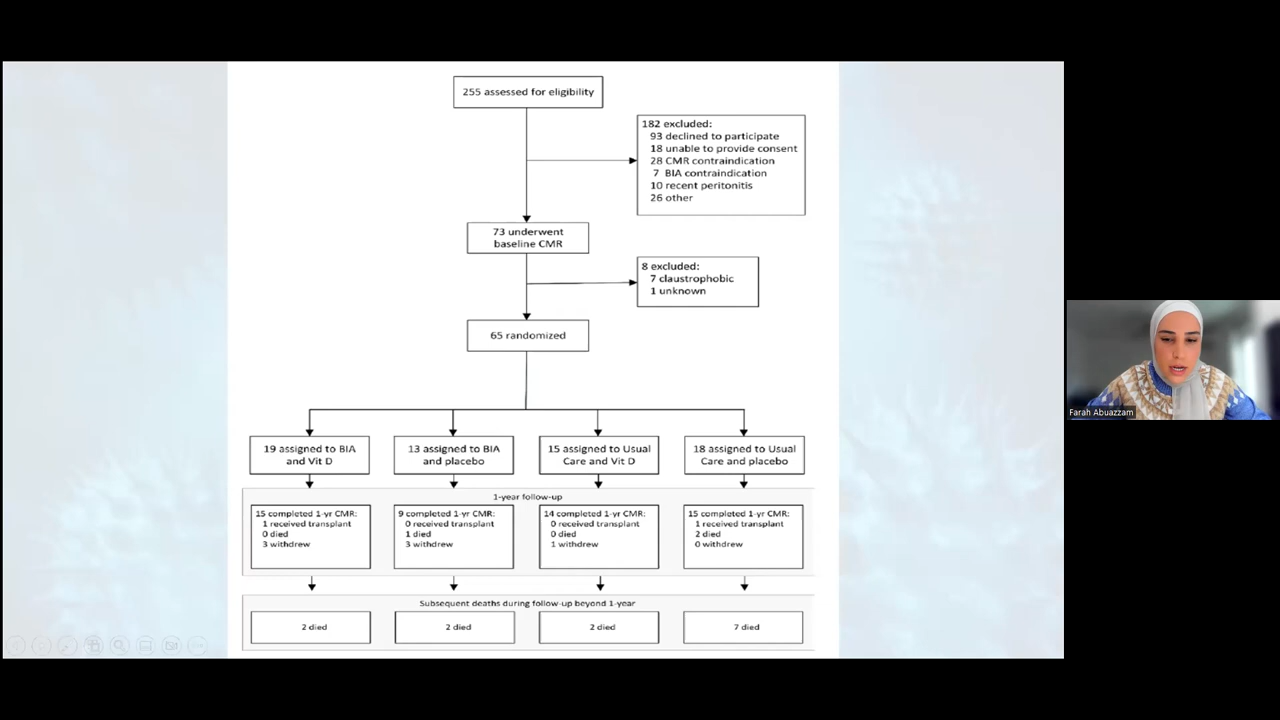 255 assessed for eligibility
182 excluded:
93 declined to participate
18 unable to provide consent
28 CMR contraindication
7 BIA contraindication
10 recent peritonitis
26 other
73 underwent
baseline CMR
8 excluded:
7 claustrophobic
1 unknown
65 randomized
19 assigned to BIA
and Vit D
13 assigned to BIA
and placebo
15 assigned to Usual
Care and Vit D
18 assigned to Usual
Care and placebo
1-year follow-up
15 completed 1-yr CMR:
1 received transplant
0 died
3 withdrew
9 completed 1-yr CMR:
0 received transplant
1 died
3 withdrew
14 completed 1-yr CMR:
0 received transplant
0 died
1 withdrew
15 completed 1-yr CMR:
1 received transplant
2 died
0 withdrew
Subsequent deaths during follow-up beyond 1-year
2 died
2 died
2 died
7 died
Farah Abuazzam